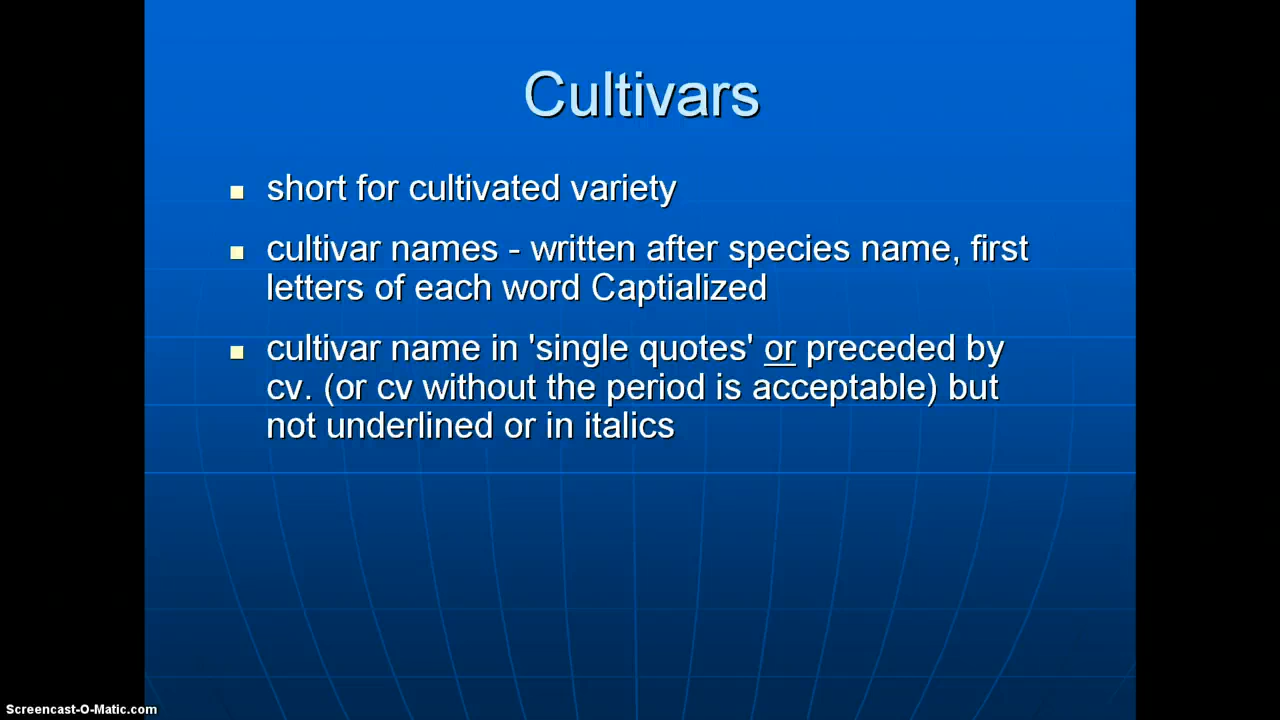 Cultivars
short for cultivated variety
cultivar names - written after species name, first
letters of each word Captialized
cultivar name in 'single quotes' or preceded by
cv. (or cv without the period is acceptable) but
not underlined or in italics
Screencast-O-Matic.com